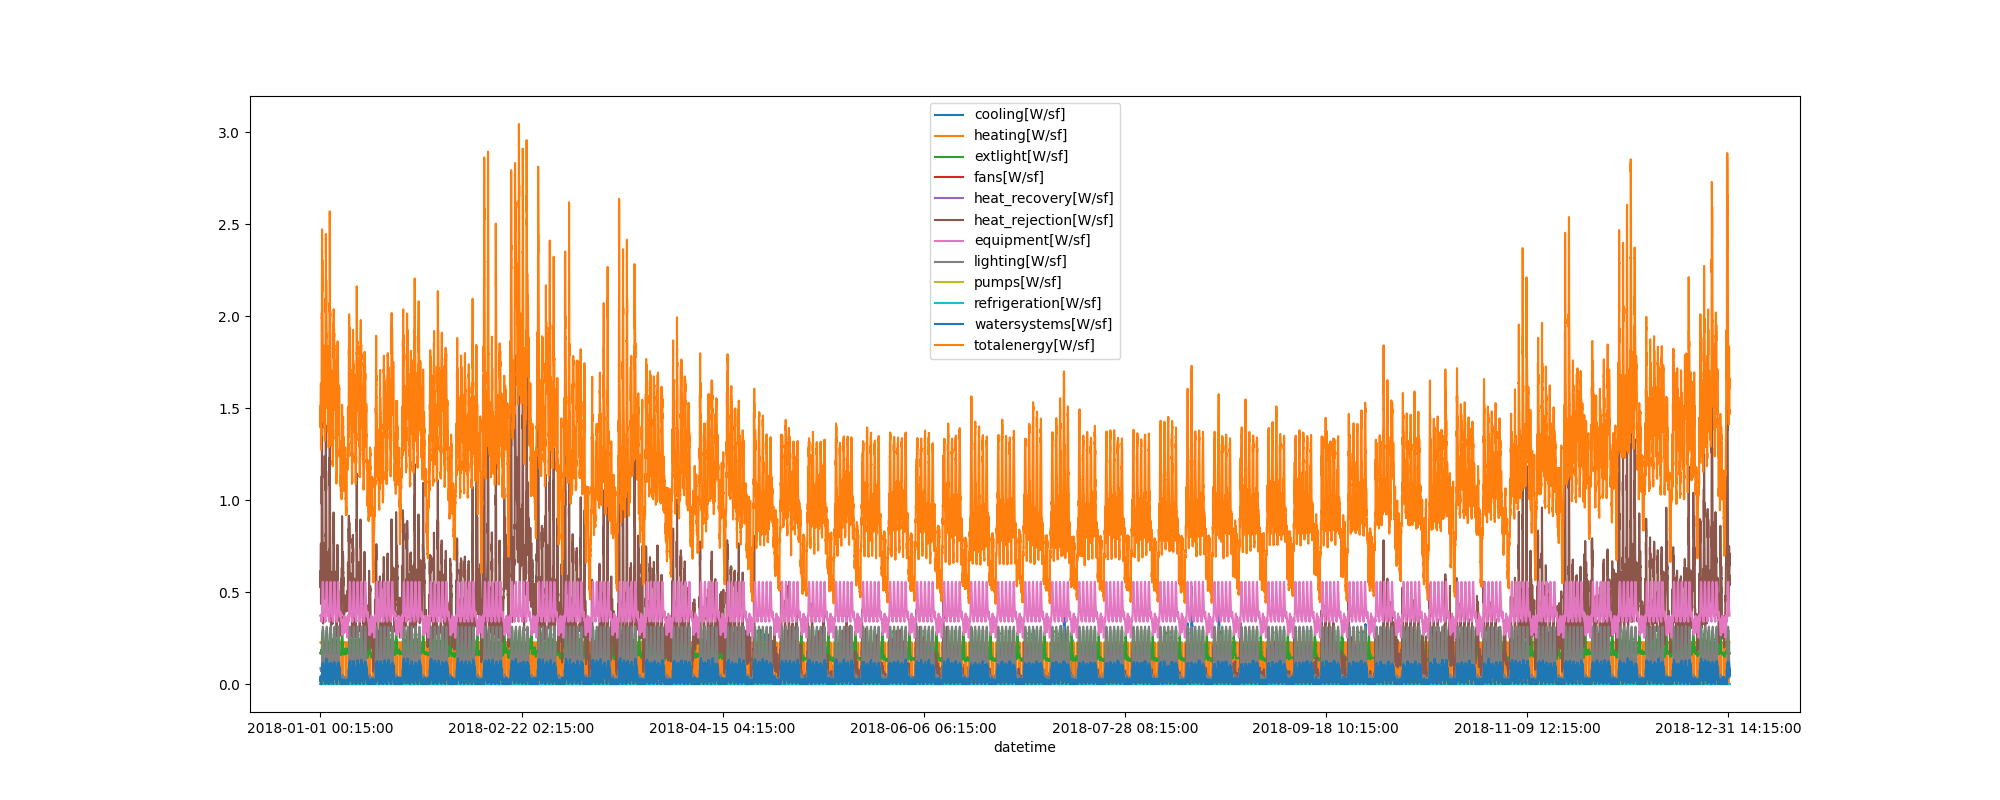 3.0
2.5
2.0
1.5
1.0
0.5
0.0
cooling[W/sf]
heating[W/sf]
extlight[W/sf]
fans[W/sf]
heat_recovery[W/sf]
heat_rejection[W/sf]
equipment[W/sf]
lighting[W/sf]
pumps[W/sf]
refrigeration[W/sf]
watersystems[W/sf]
totalenergy[W/sf]
2018-01-01 00:15:00 2018-02-22 02:15:00 2018-04-15 04:15:00 2018-06-06 06:15:00 2018-07-28 08:15:00 2018-09-18 10:15:00 2018-11-09 12:15:00 2018-12-31 14:15:00
datetime